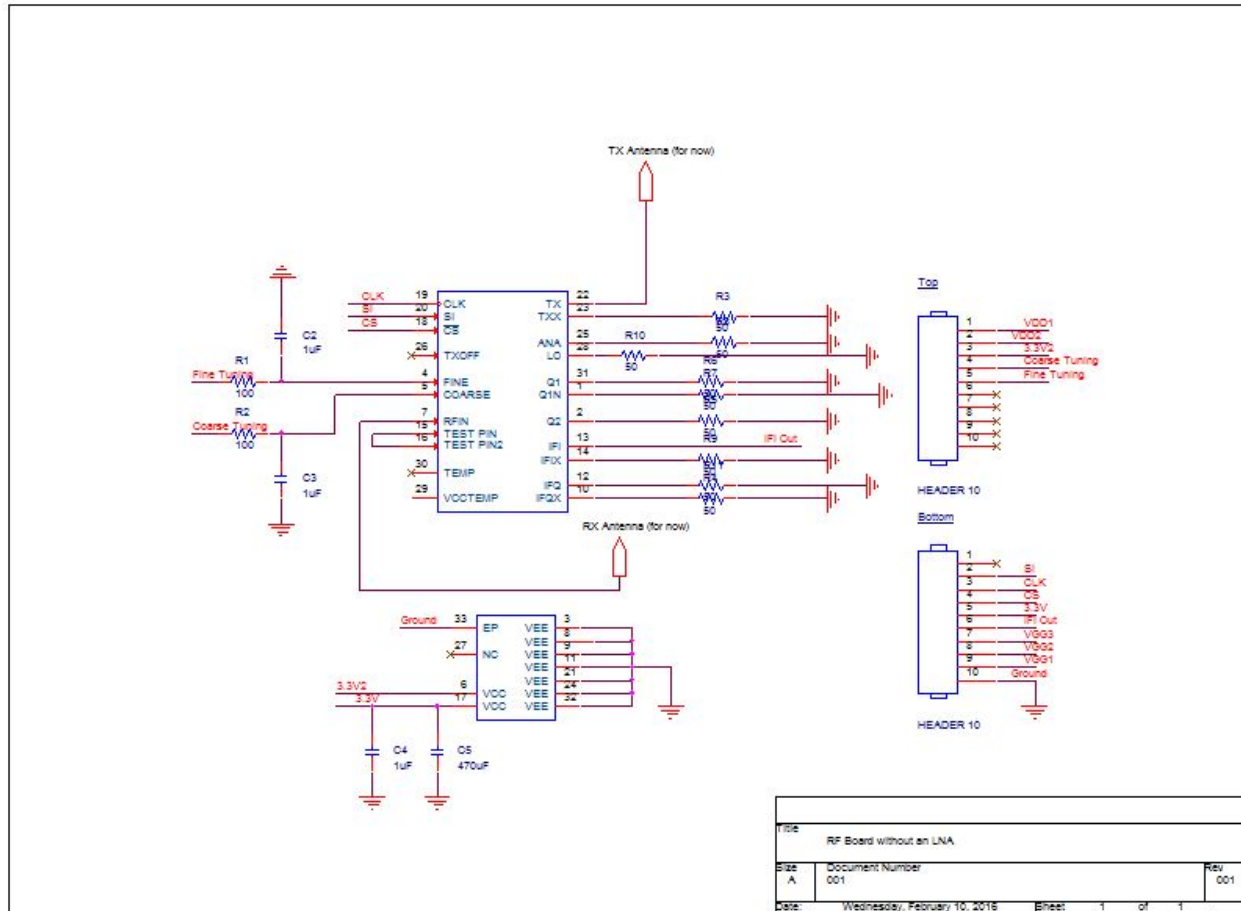 TX Antenna (for now)
CLK 19 CLK TX 22
SI 20 SI TXX 23 R3
CS 18 CS 50
ANA 25
26 TXOFF LO 28 R10 50
50
C2
1uF
R1
Fine Tuning 4 FINE Q1 31 R6
100 5 COARSE Q1N 1 R7
R2 50
Coarse Tuning 7 RFIN Q2 2
100 15 TEST PIN 50
16 TEST PIN2 IFI 13 IFI Out
R9
IFIX 14
30 TEMP 50
C3
1uF
IFQ 12
29 VCCTEMP IFQX 10
50
RX Antenna (for now)
Ground 33 EP VEE 3
VEE 8
27 NC VEE 9
VEE 11
VEE 21
3.3V2 6 VCC VEE 24
3.3V 17 VCC VEE 32
C4
1uF
C5
470uF
Top
1 VDD1
2 VDD2
3 3.3V2
4 Coarse Tuning
5 Fine Tuning
6
7
8
9
10
HEADER 10
Bottom
1
2 SI
3 CLK
4 CS
5 3.3V
6 IFI Out
7 VGG3
8 VGG2
9 VGG1
10 Ground
HEADER 10
Title
RF Board without an LNA
Size Document Number Rev
A 001 001
Date: Wednesday, February 10, 2016 Sheet 1 of 1